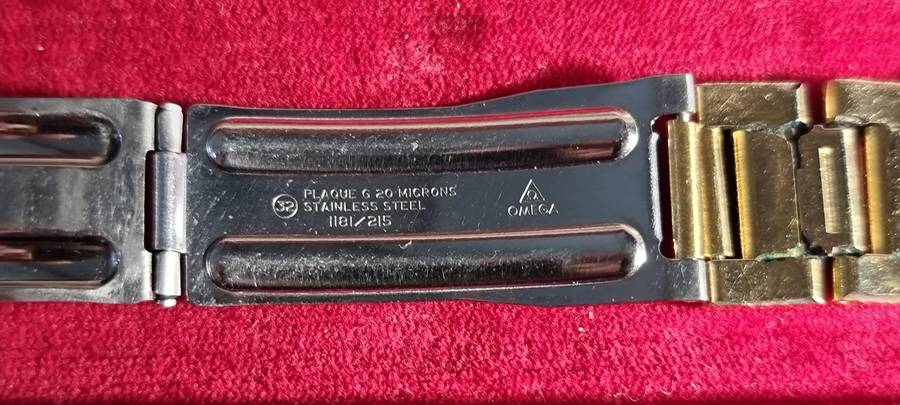 32
PLAQUE G 20 MICRONS
STAINLESS STEEL
1181/215
Ω
OMEGA